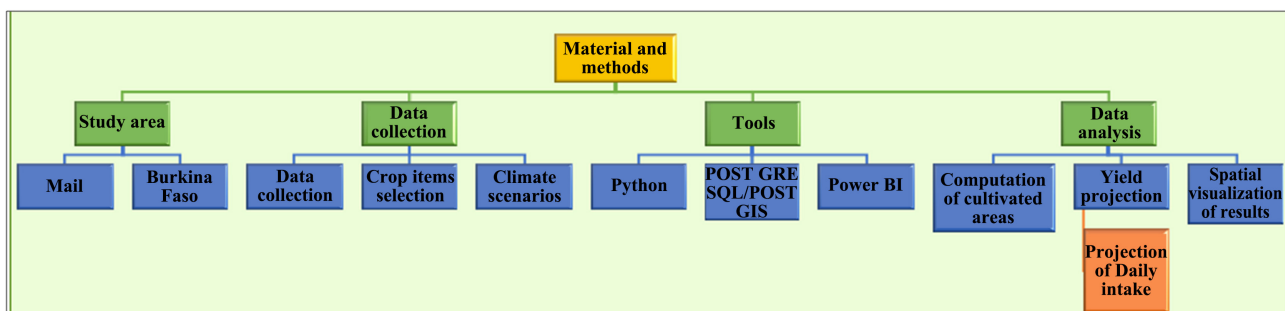 Material and
methods
Study area
Data
collection
Tools
Data
analysis
Mail
Burkina
Faso
Data
collection
Crop items
selection
Climate
scenarios
Python
POST GRE
SQL/POST
GIS
Power BI
Computation
of cultivated
areas
Yield
projection
Spatial
visualization
of results
Projection
of Daily
intake